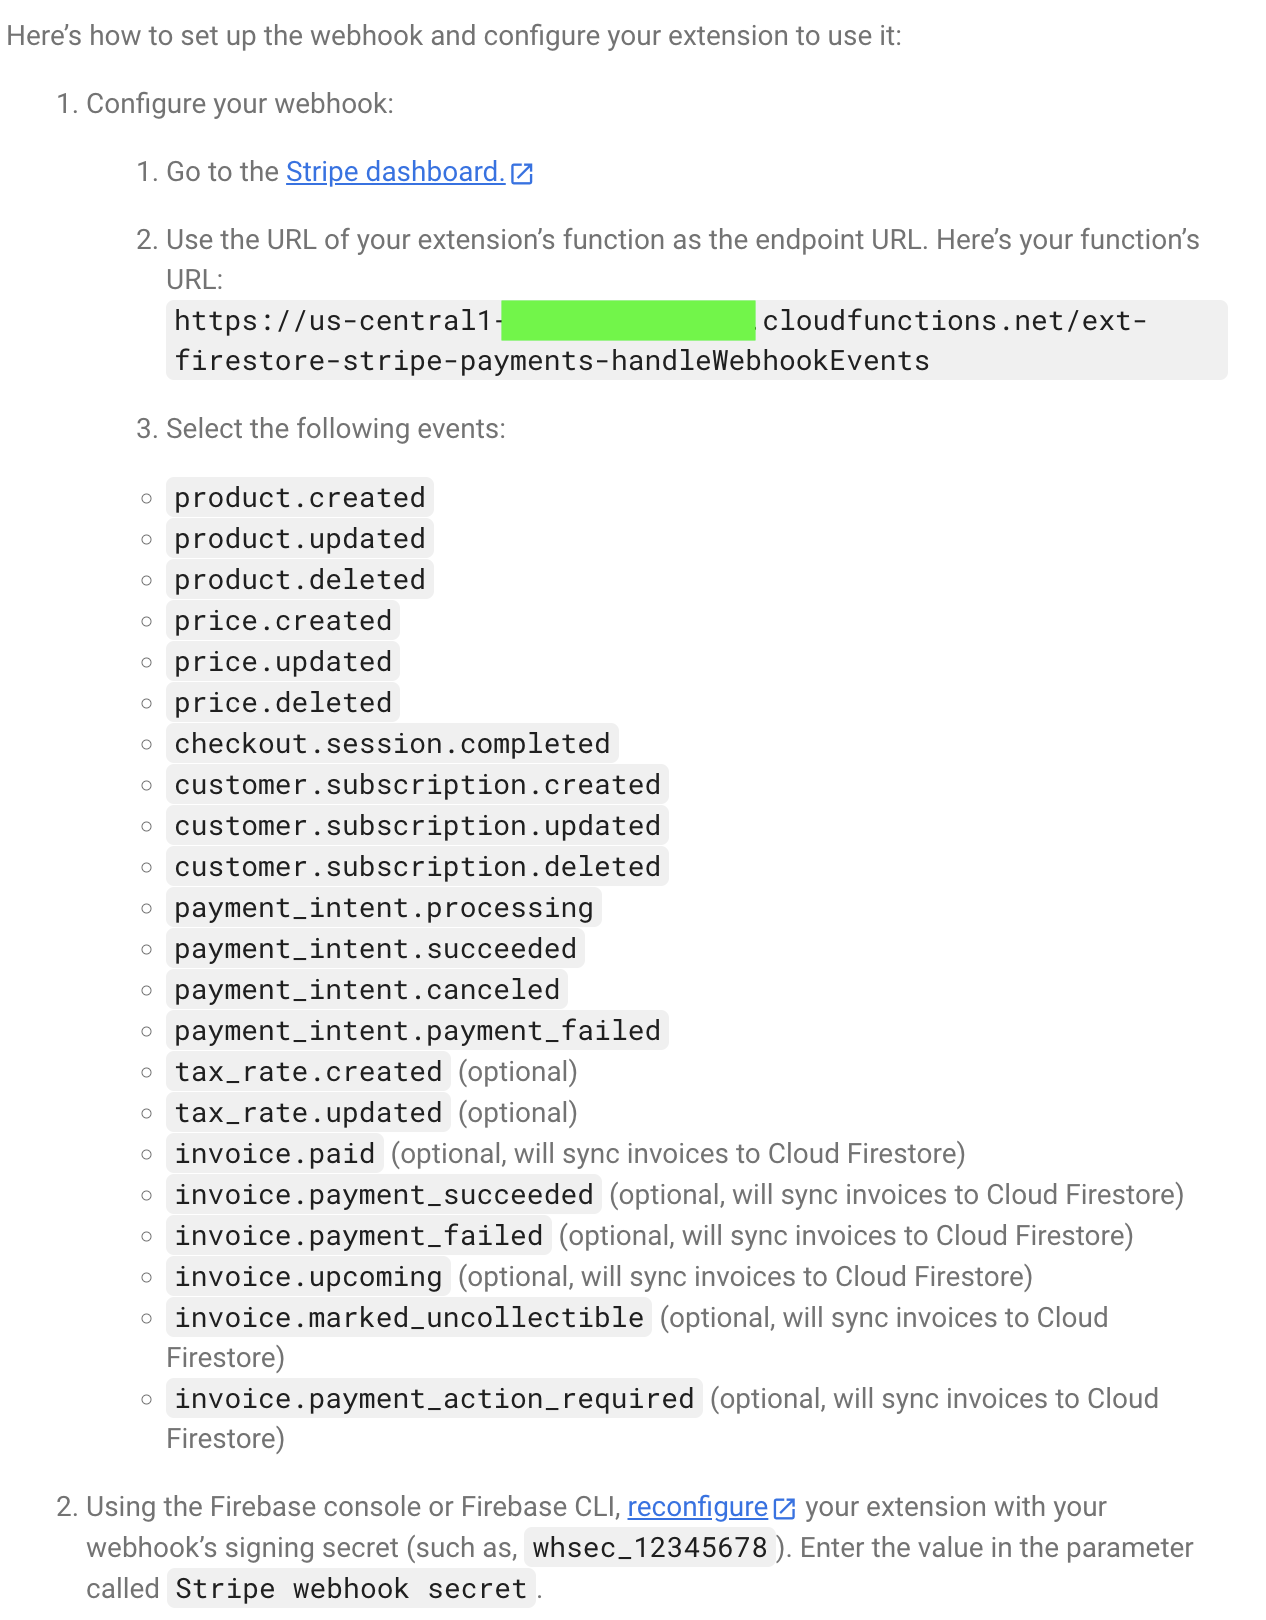 Here’s how to set up the webhook and configure your extension to use it:
1. Configure your webhook:
1. Go to the Stripe dashboard.
2. Use the URL of your extension’s function as the endpoint URL. Here’s your function’s
URL:
https://us-central1- .cloudfunctions.net/ext-
firestore-stripe-payments-handleWebhookEvents
3. Select the following events:
product.created
product.updated
product.deleted
price.created
price.updated
price.deleted
checkout.session.completed
customer.subscription.created
customer.subscription.updated
customer.subscription.deleted
payment_intent.processing
payment_intent.succeeded
payment_intent.canceled
payment_intent.payment_failed
tax_rate.created (optional)
tax_rate.updated (optional)
invoice.paid (optional, will sync invoices to Cloud Firestore)
invoice.payment_succeeded (optional, will sync invoices to Cloud Firestore)
invoice.payment_failed (optional, will sync invoices to Cloud Firestore)
invoice.upcoming (optional, will sync invoices to Cloud Firestore)
invoice.marked_uncollectible (optional, will sync invoices to Cloud
Firestore)
invoice.payment_action_required (optional, will sync invoices to Cloud
Firestore)
2. Using the Firebase console or Firebase CLI, reconfigure your extension with your
webhook’s signing secret (such as, whsec_12345678). Enter the value in the parameter
called Stripe webhook secret.